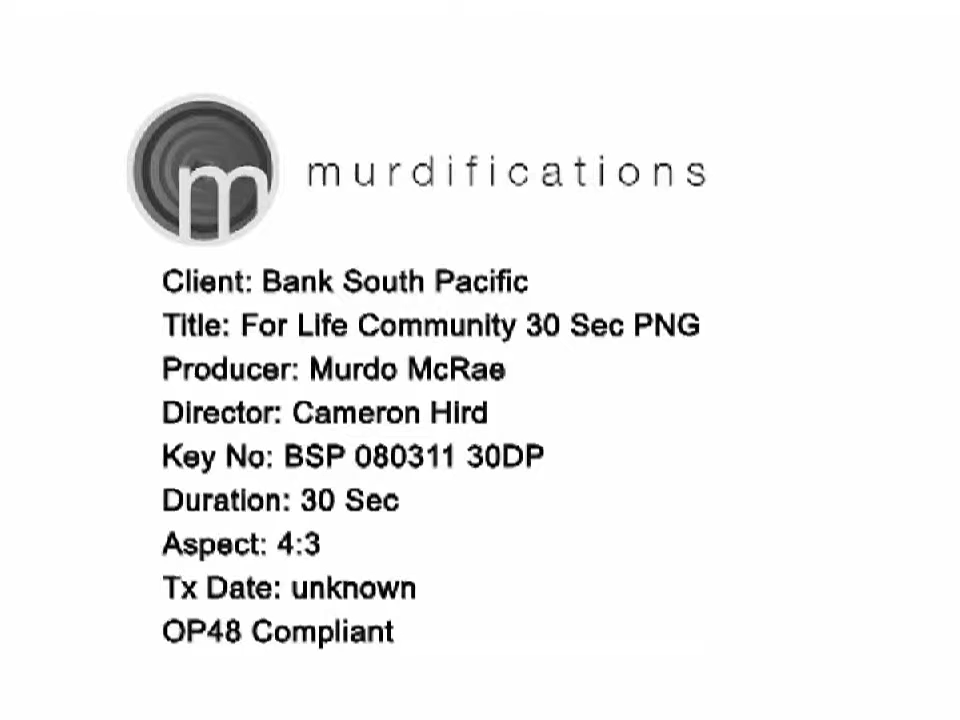 m murdifications
Client: Bank South Pacific
Title: For Life Community 30 Sec PNG
Producer: Murdo McRae
Director: Cameron Hird
Key No: BSP 080311 30DP
Duration: 30 Sec
Aspect: 4:3
Tx Date: unknown
OP48 Compliant